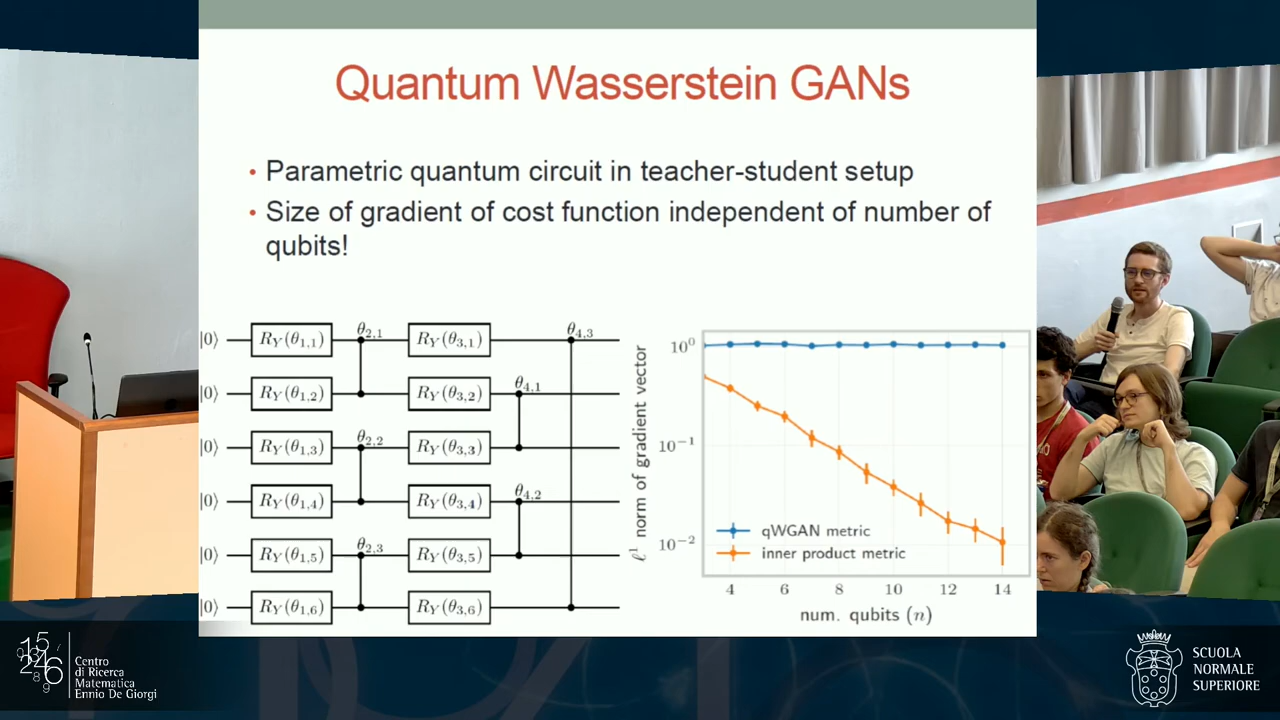 Quantum Wasserstein GANs
• Parametric quantum circuit in teacher-student setup
• Size of gradient of cost function independent of number of
qubits!
|0⟩ R_Y(θ_{1,1}) θ_{2,1} R_Y(θ_{3,1}) θ_{4,3}
|0⟩ R_Y(θ_{1,2}) R_Y(θ_{3,2}) θ_{4,1}
|0⟩ R_Y(θ_{1,3}) θ_{2,2} R_Y(θ_{3,3})
|0⟩ R_Y(θ_{1,4}) R_Y(θ_{3,4}) θ_{4,2}
|0⟩ R_Y(θ_{1,5}) θ_{2,3} R_Y(θ_{3,5})
|0⟩ R_Y(θ_{1,6}) R_Y(θ_{3,6})
ℓ^1 norm of gradient vector
10^0
10^{-1}
10^{-2}
qWGAN metric
inner product metric
4 6 8 10 12 14
num. qubits (n)
Centro
di Ricerca
Matematica
Ennio De Giorgi
SCUOLA
NORMALE
SUPERIORE